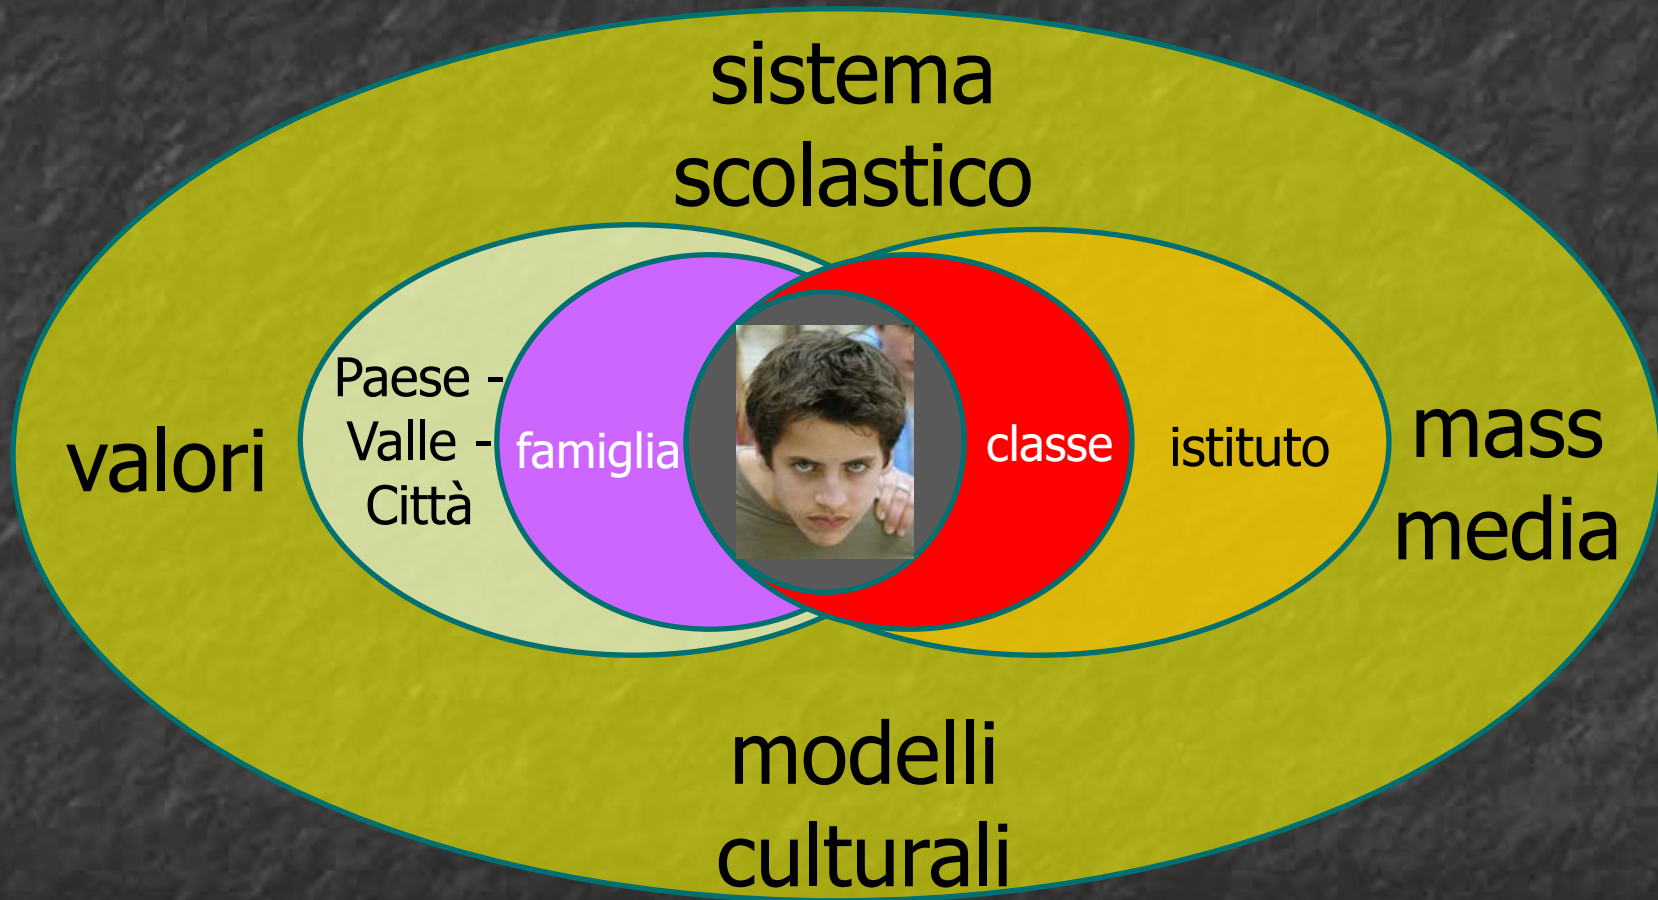 sistema
scolastico
Paese -
Valle -
Città
valori
famiglia
classe
istituto
mass
media
modelli
culturali